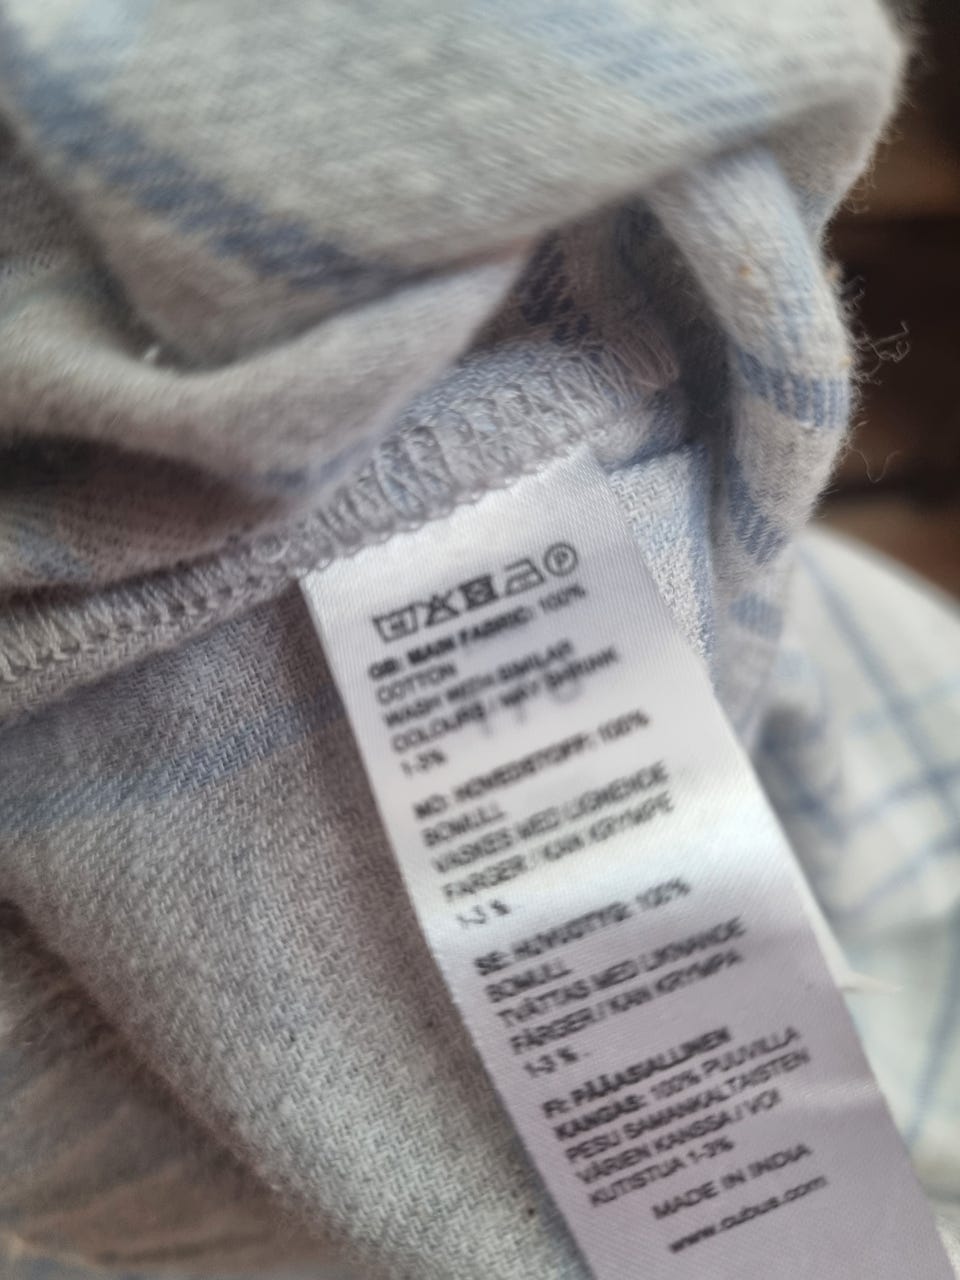 P
GB: MAIN FABRIC: 100%
COTTON
WASH WITH SIMILAR
COLOURS / MAY SHRINK
1-3%
NO: HOVEDSTOFF: 100%
BOMULL
VASKES MED LIGNENDE
FARGER / KAN KRYMPE
1-3 %.
SE: HUVUDTYG: 100%
BOMULL
TVÄTTAS MED LIKNANDE
FÄRGER / KAN KRYMPA
1-3 %.
FI: PÄÄASIALLINEN
KANGAS: 100% PUUVILLA
PESU SAMANKALTAISTEN
VÄRIEN KANSSA / VOI
KUTISTUA 1-3%
MADE IN INDIA
www.cubus.com